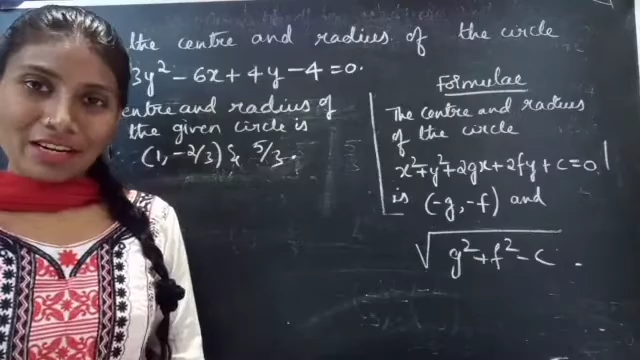 the centre and radius of the circle
3y² - 6x + 4y - 4 = 0.
entre and radius of
the given circle is
(1, -2/3) & 5/3.
Formulae
The centre and radius
of the circle
x²+y²+2gx+2fy+c=0
is (-g, -f) and
√g²+f²-c .